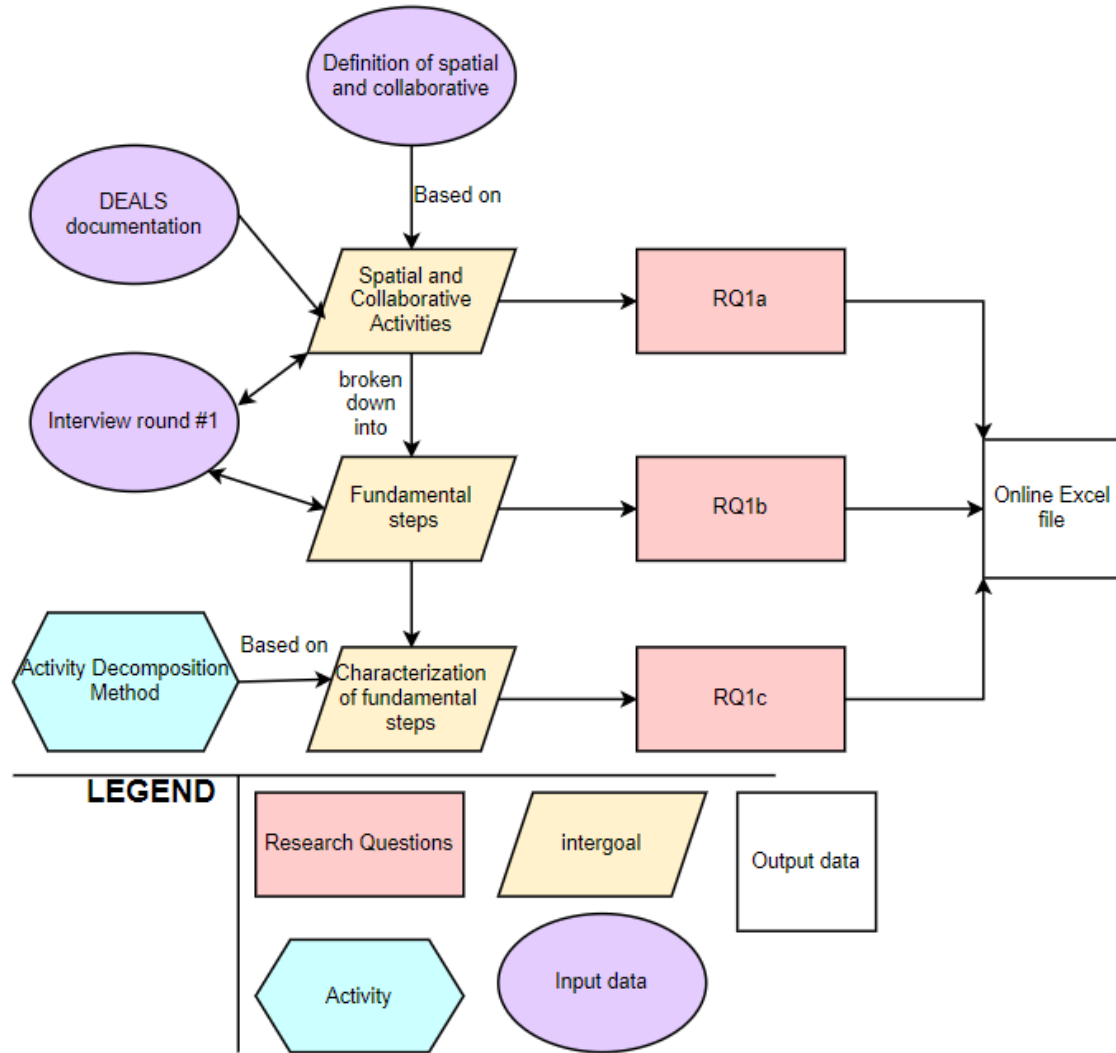 Definition of spatial
and collaborative
DEALS
documentation
Based on
Spatial and
Collaborative
Activities
RQ1a
Interview round #1
broken
down
into
Fundamental
steps
RQ1b
Online Excel
file
Activity Decomposition
Method
Based on
Characterization
of fundamental
steps
RQ1c
LEGEND
Research Questions
intergoal
Output data
Activity
Input data